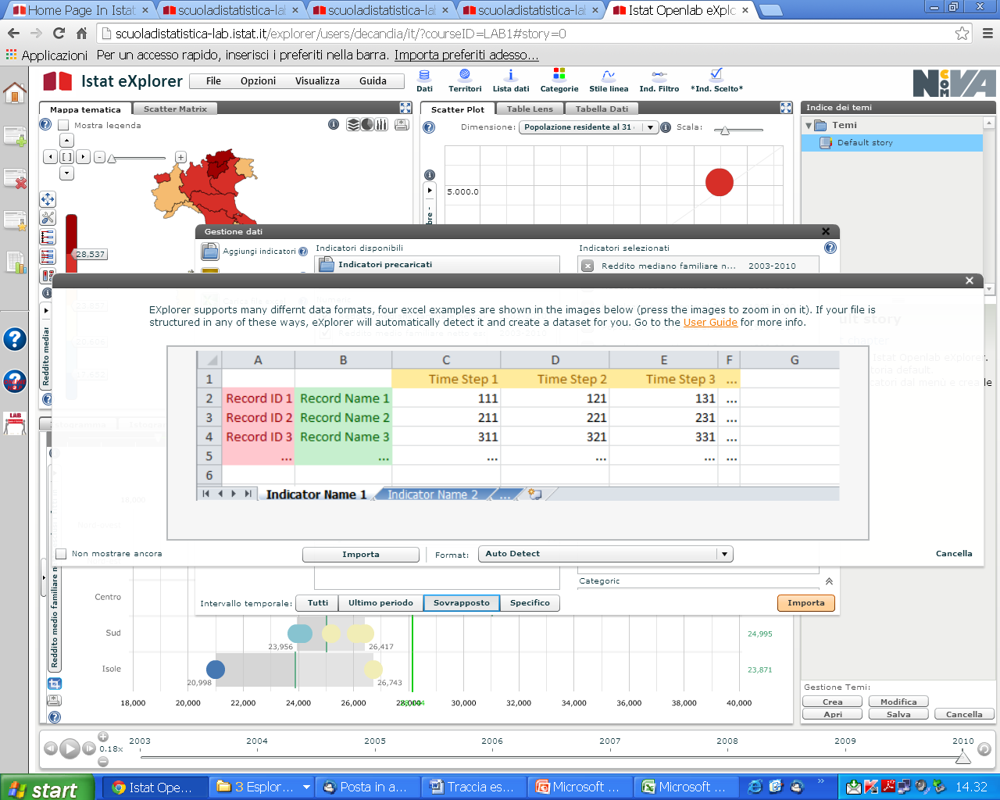 Home Page In Ist
scuoladistatistica-lab
scuoladistatistica-lab
scuoladistatistica-lab
Istat Openlab eXplo
scuoladistatistica-lab.istat.it/explorer/users/decandia/it/?courseID=LAB1#story=0
Applicazioni Per un accesso rapido, inserisci i preferiti nella barra. Importa preferiti adesso...
Istat eXplorer
File Opzioni Visualizza Guida
Dati Territori Lista dati Categorie Stile linea Ind. Filtro *Ind. Scelto*
NCOMVA
Mappa tematica Scatter Matrix
Scatter Plot Table Lens Tabella Dati
Indice dei temi
Mostra legenda
Dimensione: Popolazione residente al 31 Scala:
Temi
Default story
5.000.0
28,537
Gestione dati
Aggiungi indicatori
Indicatori disponibili
Indicatori selezionati
Indicatori precaricati
Reddito mediano familiare n... 2003-2010
EXplorer supports many differnt data formats, four excel examples are shown in the images below (press the images to zoom in on it). If your file is
structured in any of these ways, eXplorer will automatically detect it and create a dataset for you. Go to the User Guide for more info.
A B C D E F G
1 Time Step 1 Time Step 2 Time Step 3 ...
2 Record ID 1 Record Name 1 111 121 131 ...
3 Record ID 2 Record Name 2 211 221 231 ...
4 Record ID 3 Record Name 3 311 321 331 ...
5 ... ... ... ... ... ...
6
Indicator Name 1 Indicator Name 2 ...
Non mostrare ancora
Importa
Format: Auto Detect
Cancella
Reddito mediar
Reddito medio familiare n
Categoric
Intervallo temporale: Tutti Ultimo periodo Sovrapposto Specifico
Importa
Centro
Sud 23,956 26,417 24,995
Isole 20,998 26,743 23,871
18,000 20,000 22,000 24,000 26,000 28,000 30,000 32,000 34,000 36,000 38,000 40,000
Gestione Temi:
Crea Modifica
Apri Salva Cancella
0.18x
2003 2004 2005 2006 2007 2008 2009 2010
start
Istat Ope...
3 Esplor...
Posta in a...
Traccia es...
Microsoft ...
Microsoft ...
14.32